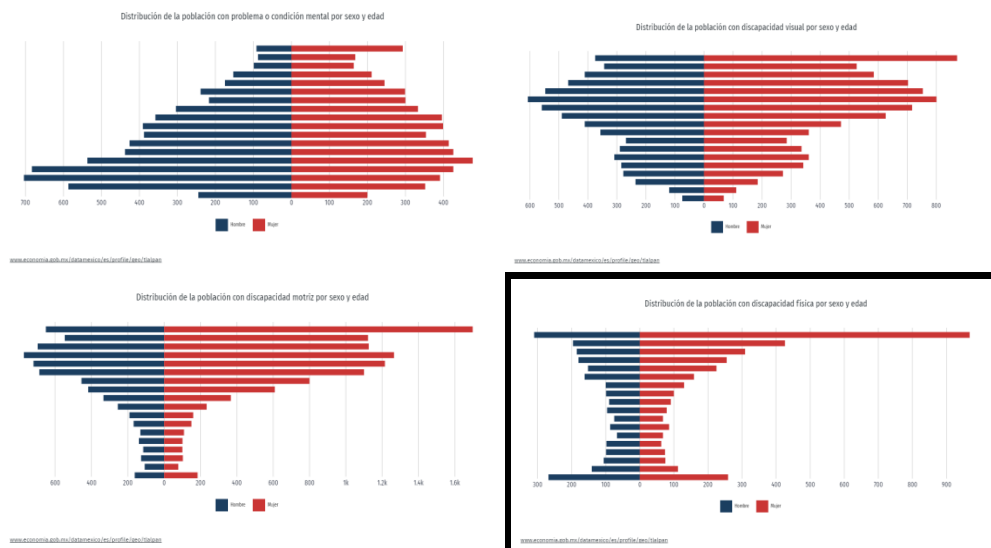 Distribución de la población con problema o condición mental por sexo y edad
700 600 500 400 300 200 100 0 100 200 300 400
Hombre Mujer
www.economia.gob.mx/datamexico/es/profile/geo/tlalpan
Distribución de la población con discapacidad visual por sexo y edad
600 500 400 300 200 100 0 100 200 300 400 500 600 700 800
Hombre Mujer
www.economia.gob.mx/datamexico/es/profile/geo/tlalpan
Distribución de la población con discapacidad motriz por sexo y edad
600 400 200 0 200 400 600 800 1k 1.2k 1.4k 1.6k
Hombre Mujer
www.economia.gob.mx/datamexico/es/profile/geo/tlalpan
Distribución de la población con discapacidad física por sexo y edad
300 200 100 0 100 200 300 400 500 600 700 800 900
Hombre Mujer
www.economia.gob.mx/datamexico/es/profile/geo/tlalpan